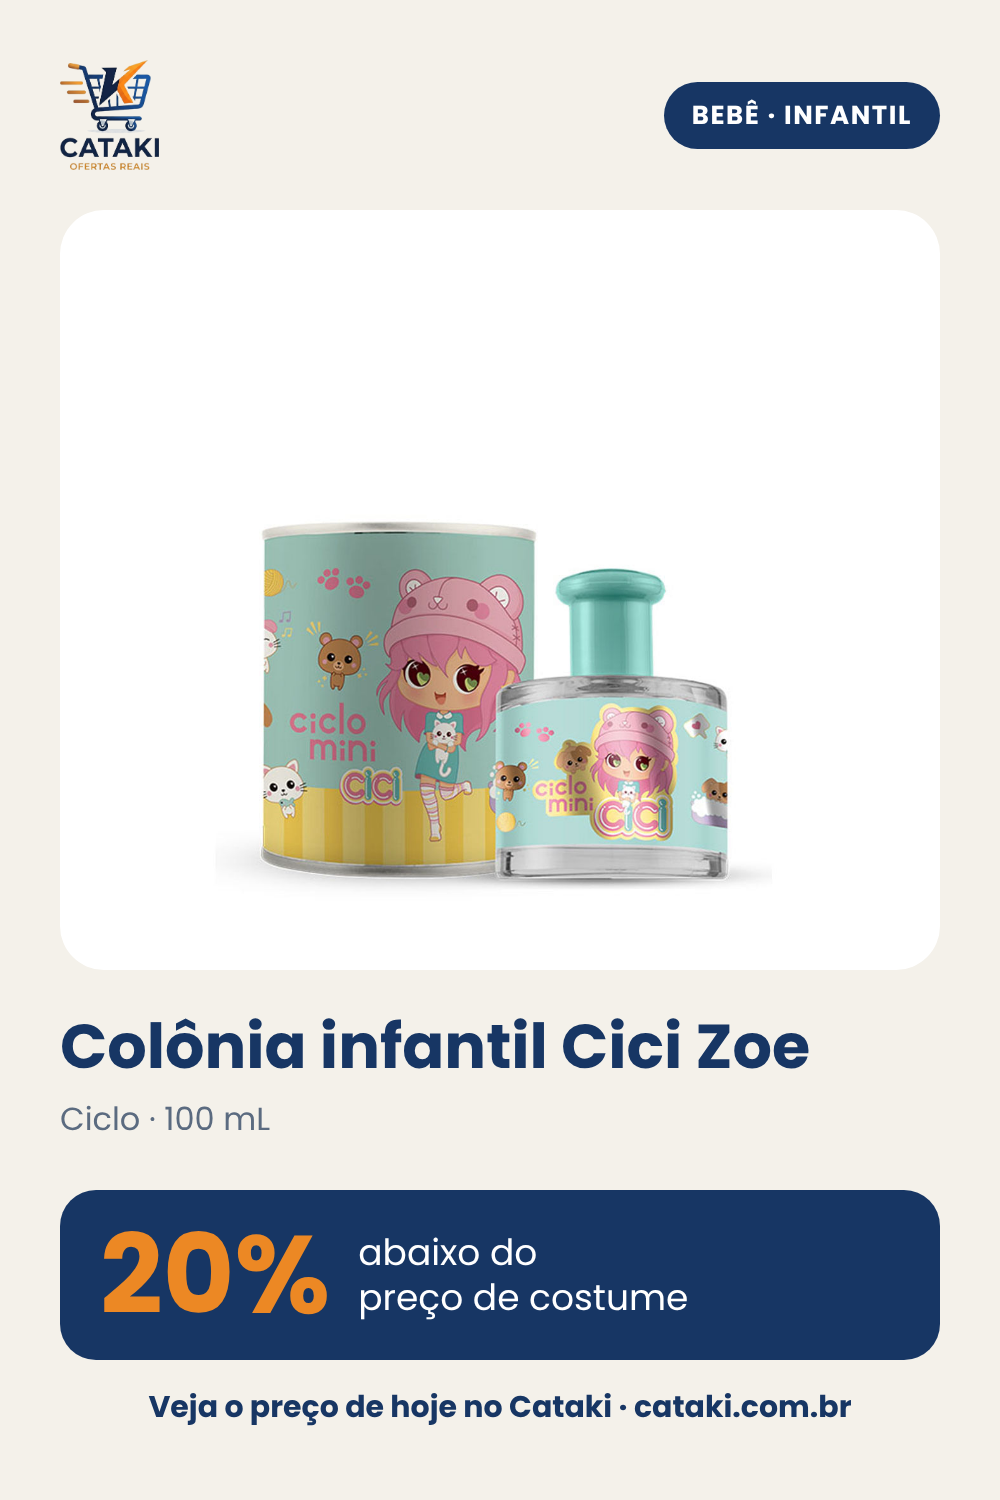 CATAKI
OFERTAS REAIS
BEBÊ · INFANTIL
ciclo
mini
cici
ciclo
mini
cici
Colônia infantil Cici Zoe
Ciclo · 100 mL
20%
abaixo do
preço de costume
Veja o preço de hoje no Cataki · cataki.com.br